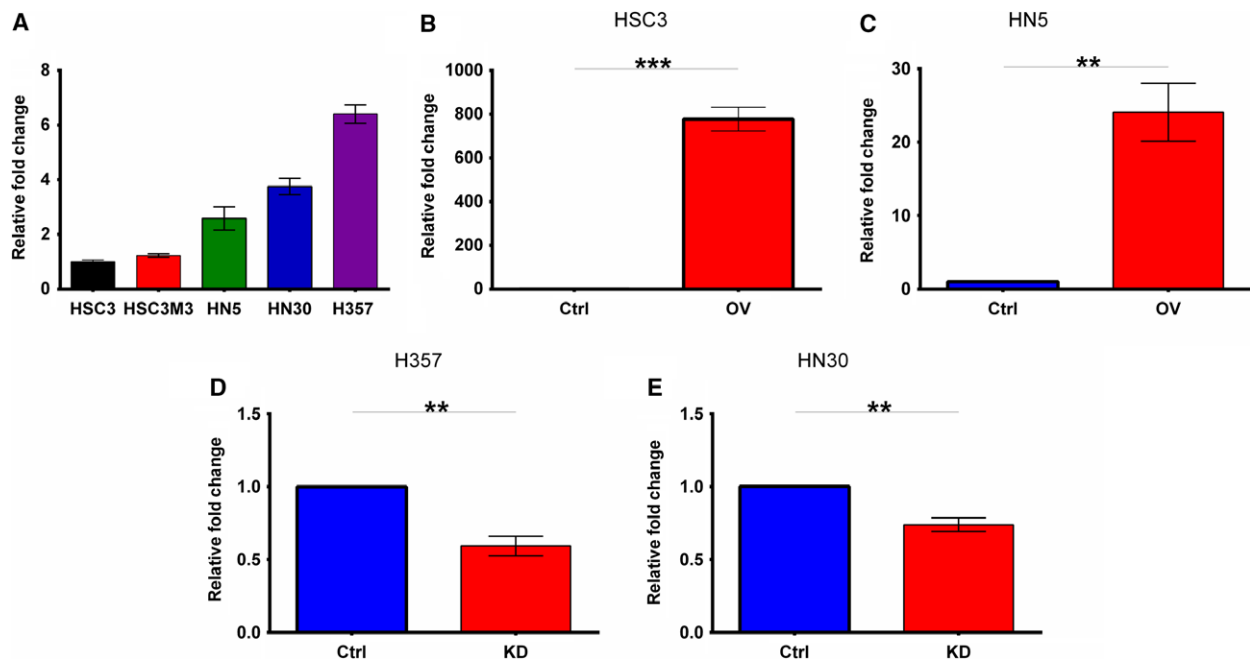 A
Relative fold change
8
6
4
2
0
HSC3 HSC3M3 HN5 HN30 H357
B
HSC3
Relative fold change
1000
800
600
400
200
0
***
Ctrl OV
C
HN5
Relative fold change
30
20
10
0
**
Ctrl OV
D
H357
Relative fold change
1.5
1.0
0.5
0.0
**
Ctrl KD
E
HN30
Relative fold change
1.5
1.0
0.5
0.0
**
Ctrl KD